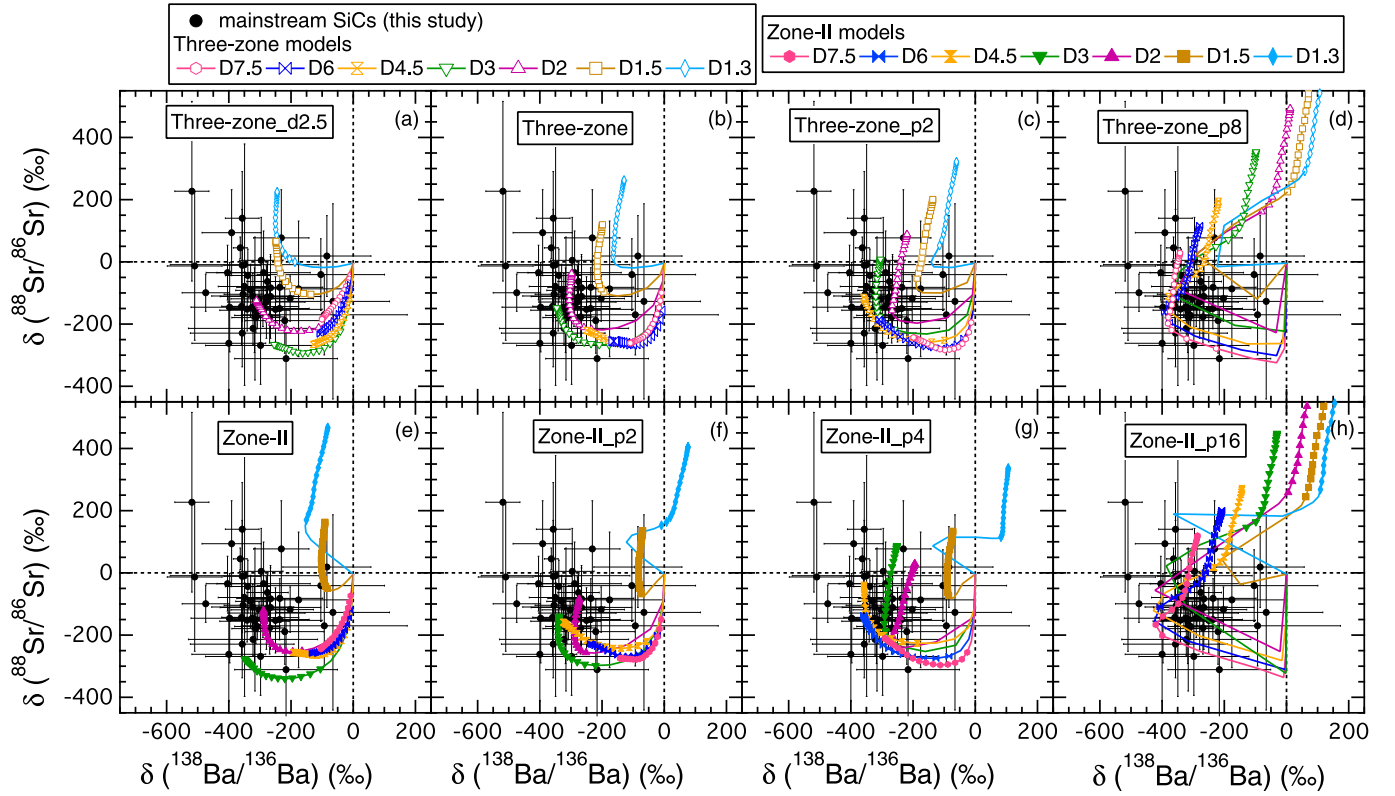 mainstream SiCs (this study)
Three-zone models
D7.5 D6 D4.5 D3 D2 D1.5 D1.3
Zone-II models
D7.5 D6 D4.5 D3 D2 D1.5 D1.3
δ (⁸⁸Sr/⁸⁶Sr) (‰)
400
200
0
-200
-400
Three-zone_d2.5 (a)
Three-zone (b)
Three-zone_p2 (c)
Three-zone_p8 (d)
δ (⁸⁸Sr/⁸⁶Sr) (‰)
400
200
0
-200
-400
Zone-II (e)
Zone-II_p2 (f)
Zone-II_p4 (g)
Zone-II_p16 (h)
-600 -400 -200 0 200 -600 -400 -200 0 -600 -400 -200 0 -600 -400 -200 0 200
δ (¹³⁸Ba/¹³⁶Ba) (‰) δ (¹³⁸Ba/¹³⁶Ba) (‰) δ (¹³⁸Ba/¹³⁶Ba) (‰) δ (¹³⁸Ba/¹³⁶Ba) (‰)